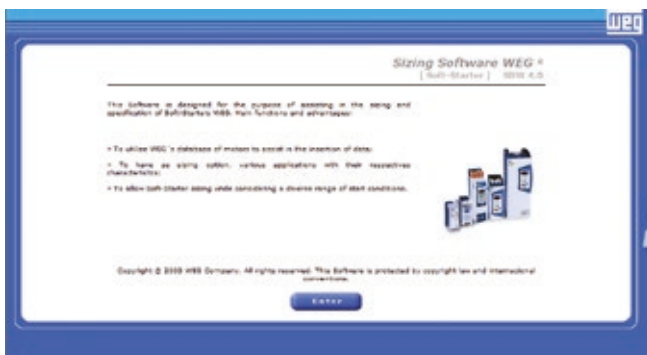 WEG
Sizing Software WEG ®
[ Soft-Starter ] SDW 4.0
This Software is designed for the purpose of assisting in the sizing and
specification of Soft-Starters WEG. Main functions and advantages:
• To utilize WEG´s database of motors to assist in the insertion of data;
• To have as sizing option, various applications with their respectives
characteristics;
• To allow Soft-Starter sizing while considering a diverse range of start conditions.
Copyright © WEG Company. All rights reserved. This Software is protected by copyright law and international
conventions.
Enter